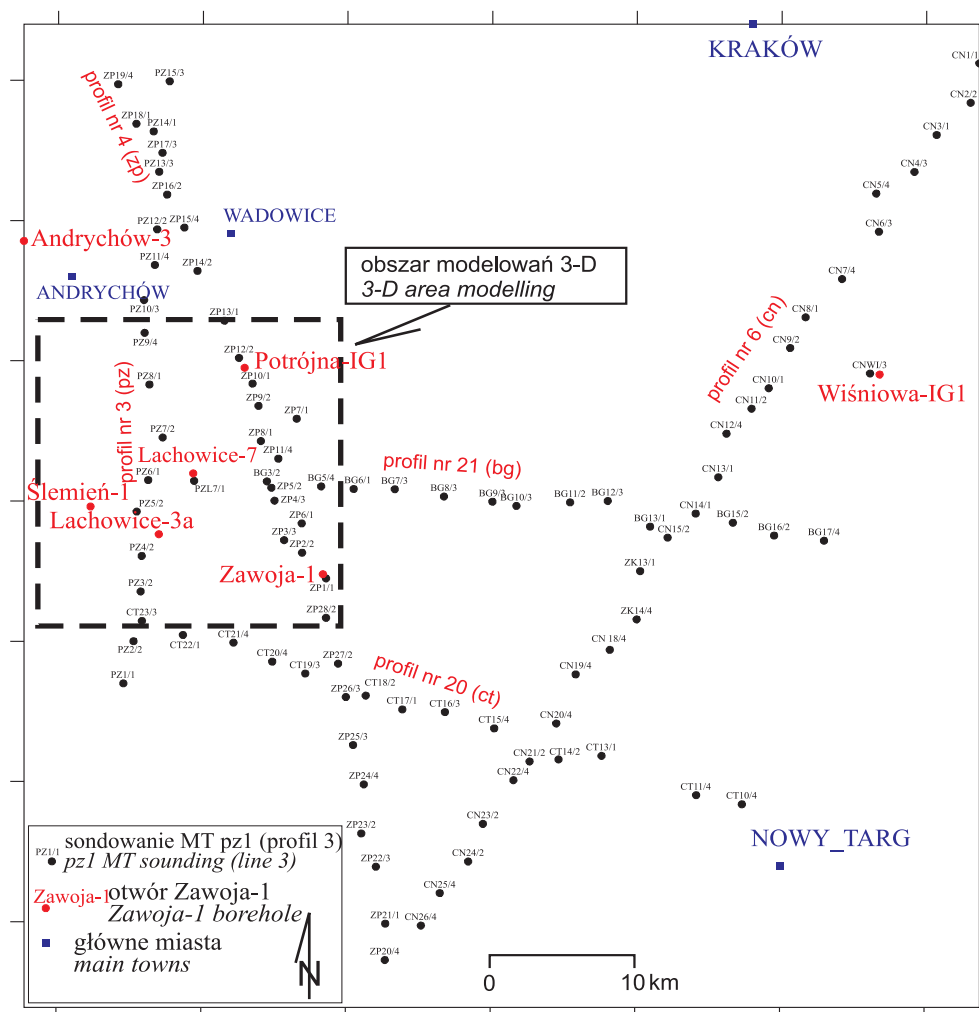 KRAKÓW
CN1/1
ZP19/4
PZ15/3
CN2/2
profil nr 4 (zp)
ZP18/1
PZ14/1
CN3/1
ZP17/3
PZ13/3
CN4/3
ZP16/2
CN5/4
PZ12/2
ZP15/4
WADOWICE
CN6/3
Andrychów-3
PZ11/4
ZP14/2
obszar modelowań 3-D
3-D area modelling
CN7/4
ANDRYCHÓW
PZ10/3
ZP13/1
CN8/1
PZ9/4
profil nr 6 (cn)
CN9/2
ZP12/2
Potrójna-IG1
CNWI/3
Wiśniowa-IG1
PZ8/1
ZP10/1
CN10/1
profil nr 3 (pz)
ZP9/2
CN11/2
ZP7/1
CN12/4
PZ7/2
ZP8/1
Lachowice-7
ZP11/4
profil nr 21 (bg)
PZ6/1
PZL7/1
BG3/2
ZP5/2
BG5/4
BG6/1
BG7/3
BG8/3
BG9/3
BG10/3
BG11/2
BG12/3
CN13/1
Ślemień-1
PZ5/2
ZP4/3
Lachowice-3a
ZP6/1
BG13/1
CN14/1
BG15/2
CN15/2
BG16/2
BG17/4
ZP3/3
PZ4/2
ZP2/2
Zawoja-1
ZP1/1
ZK13/1
PZ3/2
CT23/3
ZP28/2
ZK14/4
PZ2/2
CT22/1
CT21/4
CN 18/4
CT20/4
ZP27/2
CT19/3
profil nr 20 (ct)
CN19/4
PZ1/1
ZP26/3
CT18/2
CT17/1
CT16/3
CT15/4
CN20/4
ZP25/3
CN21/2
CT14/2
CT13/1
CN22/4
ZP24/4
CT11/4
CT10/4
ZP23/2
CN23/2
NOWY_TARG
ZP22/3
CN24/2
CN25/4
ZP21/1
CN26/4
ZP20/4
PZ1/1
sondowanie MT pz1 (profil 3)
pz1 MT sounding (line 3)
Zawoja-1
otwór Zawoja-1
Zawoja-1 borehole
główne miasta
main towns
N
0
10 km